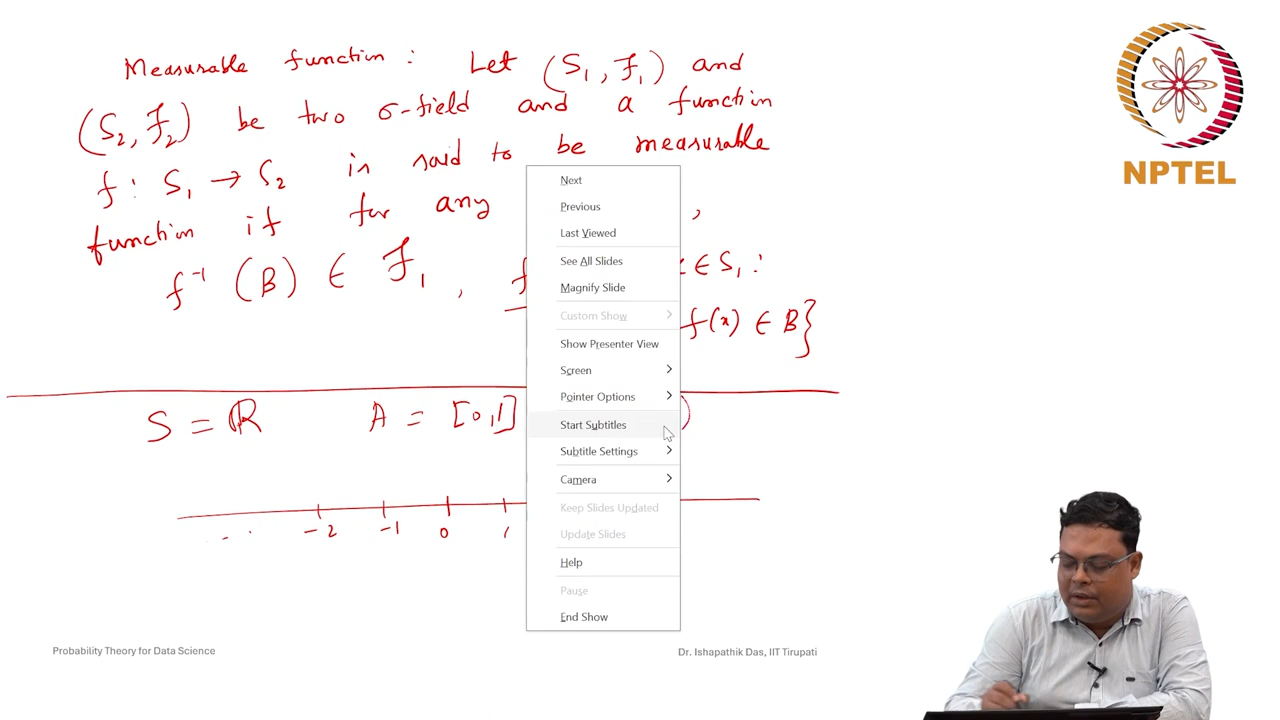 Measurable function : Let (S1, F1) and
(S2, F2) be two σ-field and a function
f : S1 → S2 is said to be measurable
function if for any ,
f⁻¹ (B) ∈ F1 , f ∈ S1 :
f(x) ∈ B}
S = ℝ A = [0,1] )
-2 -1 0 1
Next
Previous
Last Viewed
See All Slides
Magnify Slide
Custom Show
Show Presenter View
Screen
Pointer Options
Start Subtitles
Subtitle Settings
Camera
Keep Slides Updated
Update Slides
Help
Pause
End Show
NPTEL
Probability Theory for Data Science
Dr. Ishapathik Das, IIT Tirupati